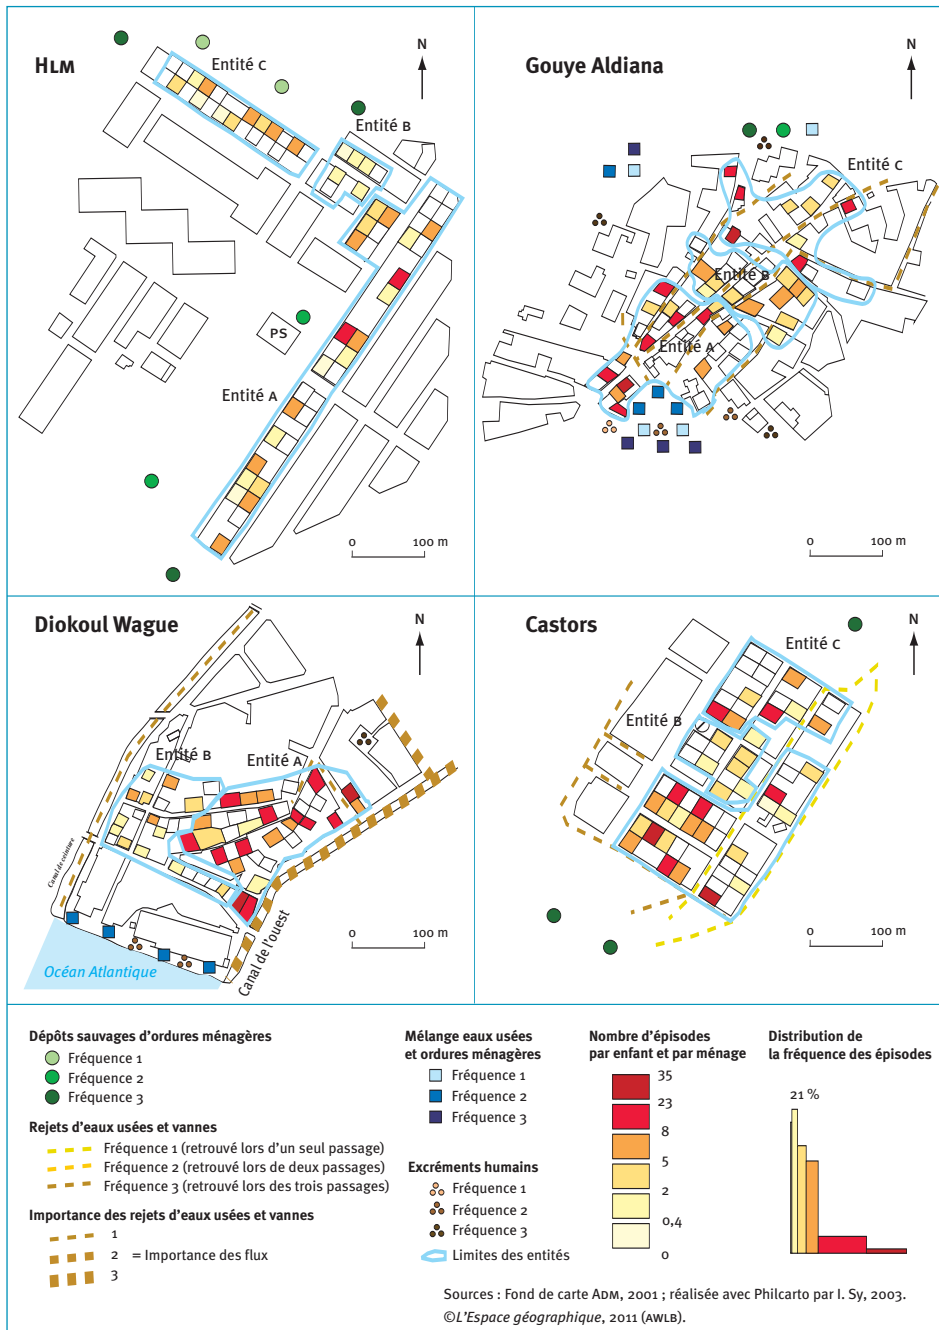 HLM
Entité C
N
Entité B
PS
Entité A
0 100 m
Gouye Aldiana
N
Entité C
Entité B
Entité A
0 100 m
Diokoul Wague
N
Entité B
Entité A
Canal de ceinture
Canal de l'ouest
Océan Atlantique
0 100 m
Castors
N
Entité C
Entité B
0 100 m
Dépôts sauvages d'ordures ménagères
Fréquence 1
Fréquence 2
Fréquence 3
Rejets d'eaux usées et vannes
Fréquence 1 (retrouvé lors d'un seul passage)
Fréquence 2 (retrouvé lors de deux passages)
Fréquence 3 (retrouvé lors des trois passages)
Importance des rejets d'eaux usées et vannes
1
2 = Importance des flux
3
Mélange eaux usées
et ordures ménagères
Fréquence 1
Fréquence 2
Fréquence 3
Excréments humains
Fréquence 1
Fréquence 2
Fréquence 3
Limites des entités
Nombre d'épisodes
par enfant et par ménage
35
23
8
5
2
0,4
0
Distribution de
la fréquence des épisodes
21 %
Sources : Fond de carte ADM, 2001 ; réalisée avec Philcarto par I. Sy, 2003.
©L'Espace géographique, 2011 (AWLB).